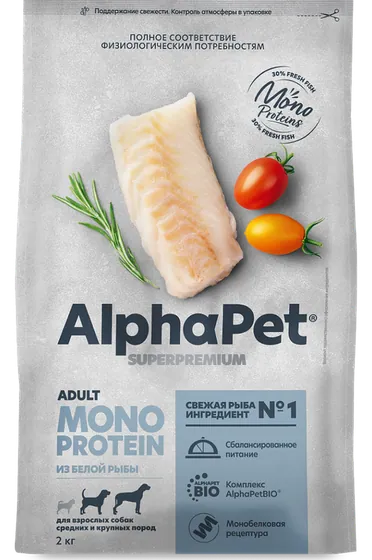 Поддержание свежести. Контроль атмосферы в упаковке
ПОЛНОЕ СООТВЕТСТВИЕ
ФИЗИОЛОГИЧЕСКИМ ПОТРЕБНОСТЯМ
30% FRESH FISH
Mono
Proteins
30% FRESH FISH
AlphaPet®
SUPERPREMIUM
ADULT
MONO
PROTEIN
ИЗ БЕЛОЙ РЫБЫ
для взрослых собак
средних и крупных пород
2 кг
СВЕЖАЯ РЫБА
ИНГРЕДИЕНТ №1
Сбалансированное
питание
ALPHAPET
BIO
Комплекс
AlphaPetBIO®
Монобелковая
рецептура